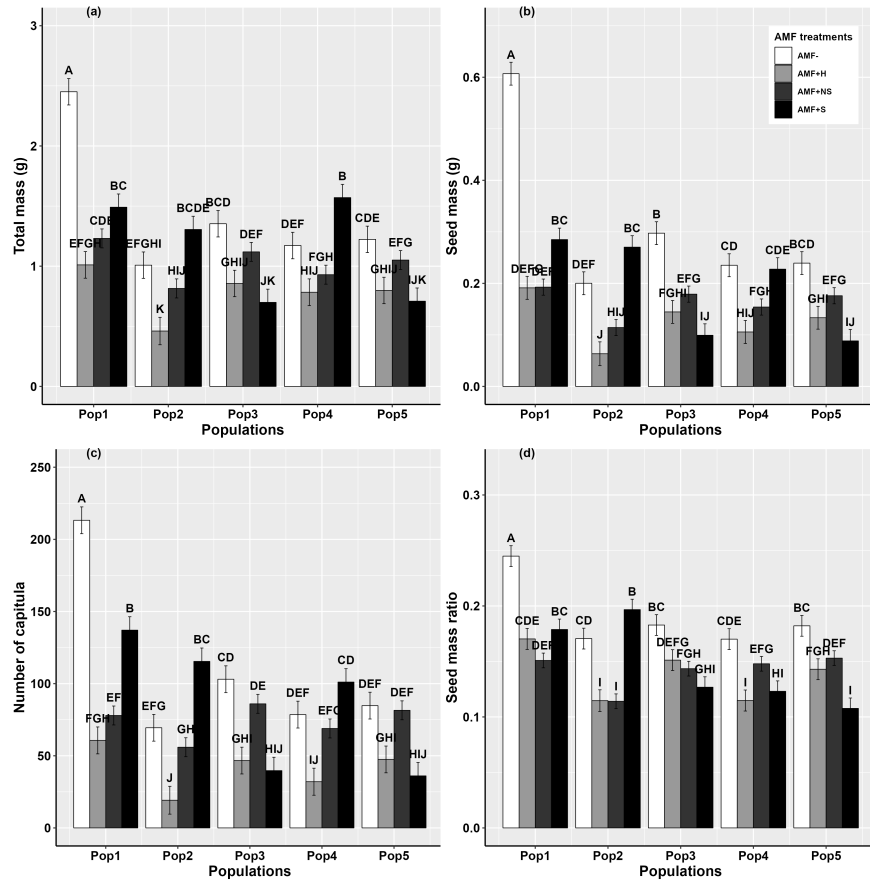 (a)
Total mass (g)
3
2
1
0
A
EFGH
CDE
BC
EFGHI
K
HIJ
BCDE
BCD
GHIJ
DEF
JK
DEF
HIJ
FGHI
B
CDE
GHIJ
EFG
IJK
Pop1 Pop2 Pop3 Pop4 Pop5
Populations
(b)
AMF treatments
AMF-
AMF+H
AMF+NS
AMF+S
Seed mass (g)
0.6
0.4
0.2
0.0
A
DEFG
DEF
BC
DEF
J
HIJ
BC
B
FGHI
EFG
IJ
CD
HIJ
FGH
CDE
BCD
GHI
EFG
IJ
Pop1 Pop2 Pop3 Pop4 Pop5
Populations
(c)
Number of capitula
250
200
150
100
50
0
A
FGH
EF
B
EFG
J
GH
BC
CD
GHI
DE
HIJ
DEF
IJ
EFG
CD
DEF
GHI
DEF
HIJ
Pop1 Pop2 Pop3 Pop4 Pop5
Populations
(d)
Seed mass ratio
0.3
0.2
0.1
0.0
A
CDE
DEF
BC
CD
I
I
B
BC
DEFG
FGH
GHI
CDE
I
EFG
HI
BC
FGH
DEF
I
Pop1 Pop2 Pop3 Pop4 Pop5
Populations